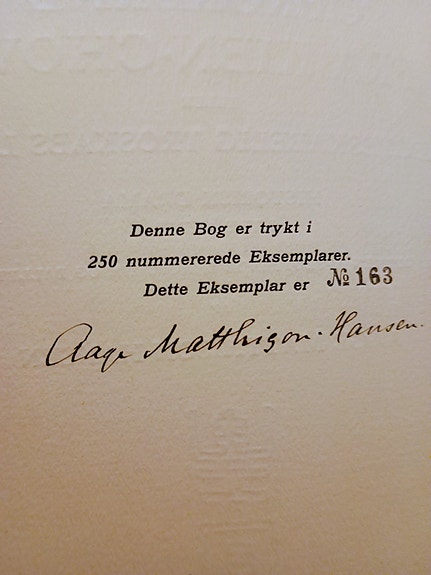 Denne Bog er trykt i
250 nummererede Eksemplarer.
Dette Eksemplar er № 163
Aage Matthison-Hansen.